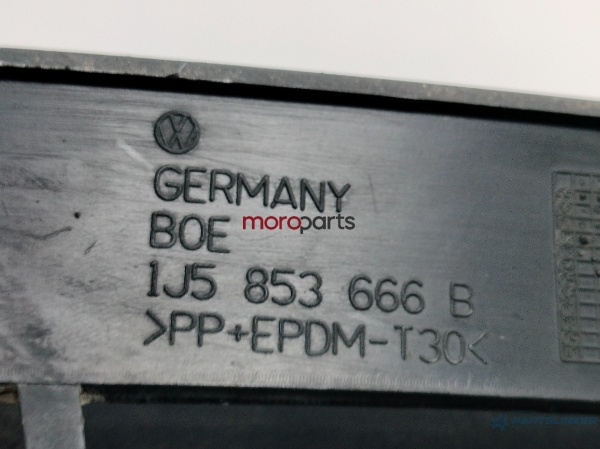 GERMANY
BOE
moroparts
1J5 853 666 B
>PP+EPDM-T30<